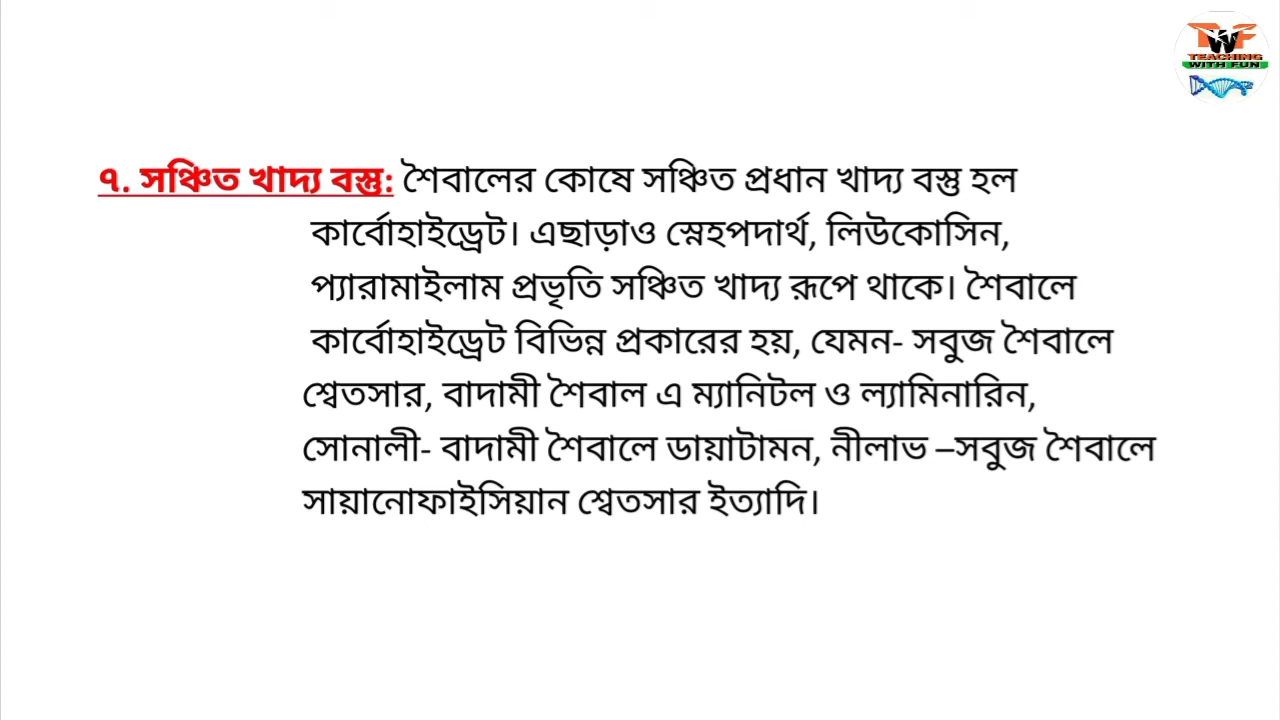 TWF
TEACHING
WITH FUN
৭. সঞ্চিত খাদ্য বস্তু: শৈবালের কোষে সঞ্চিত প্রধান খাদ্য বস্তু হল
কার্বোহাইড্রেট। এছাড়াও স্নেহপদার্থ, লিউকোসিন,
প্যারামাইলাম প্রভৃতি সঞ্চিত খাদ্য রূপে থাকে। শৈবালে
কার্বোহাইড্রেট বিভিন্ন প্রকারের হয়, যেমন- সবুজ শৈবালে
শ্বেতসার, বাদামী শৈবাল এ ম্যানিটল ও ল্যামিনারিন,
সোনালী- বাদামী শৈবালে ডায়াটামন, নীলাভ –সবুজ শৈবালে
সায়ানোফাইসিয়ান শ্বেতসার ইত্যাদি।